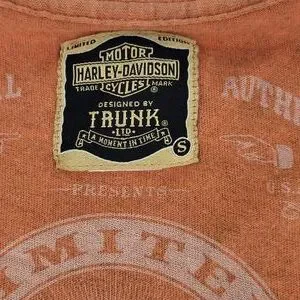 LIMITED EDITION
MOTOR
HARLEY-DAVIDSON
TRADE CYCLES MARK
DESIGNED BY
TRUNK
LTD
A MOMENT IN TIME
S
AUTH
U.S.
PRESENTS
LIMITE